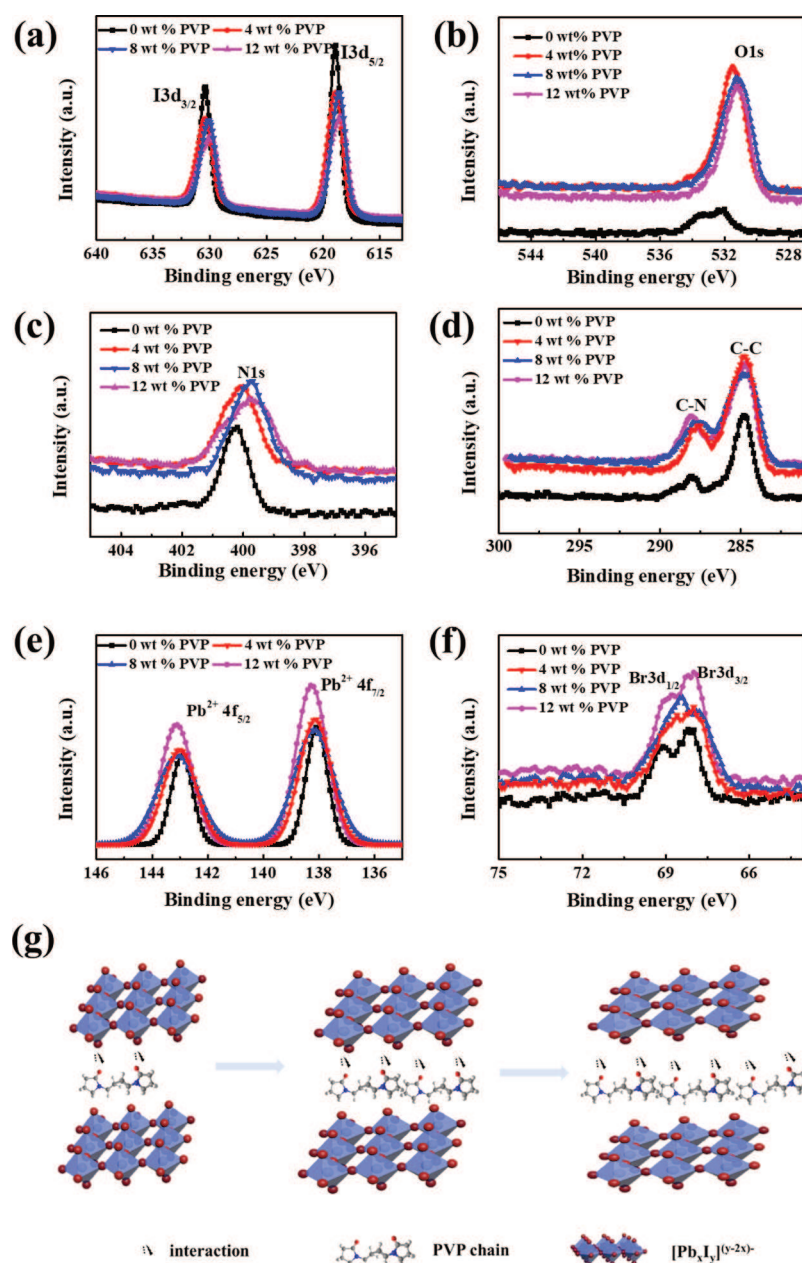 (a)
0 wt % PVP
4 wt % PVP
8 wt % PVP
12 wt % PVP
I3d5/2
I3d3/2
Intensity (a.u.)
640 635 630 625 620 615
Binding energy (eV)
(b)
0 wt% PVP
4 wt% PVP
8 wt% PVP
12 wt% PVP
O1s
Intensity (a.u.)
544 540 536 532 528
Binding energy (eV)
(c)
0 wt % PVP
4 wt % PVP
8 wt % PVP
12 wt % PVP
N1s
Intensity (a.u.)
404 402 400 398 396
Binding energy (eV)
(d)
0 wt % PVP
4 wt % PVP
8 wt % PVP
12 wt % PVP
C-C
C-N
Intensity (a.u.)
300 295 290 285
Binding energy (eV)
(e)
0 wt % PVP
4 wt % PVP
8 wt % PVP
12 wt % PVP
Pb2+ 4f7/2
Pb2+ 4f5/2
Intensity (a.u.)
146 144 142 140 138 136
Binding energy (eV)
(f)
0 wt % PVP
4 wt % PVP
8 wt % PVP
12 wt % PVP
Br3d1/2
Br3d3/2
Intensity (a.u.)
75 72 69 66
Binding energy (eV)
(g)
interaction
PVP chain
[PbxIy](y-2x)-